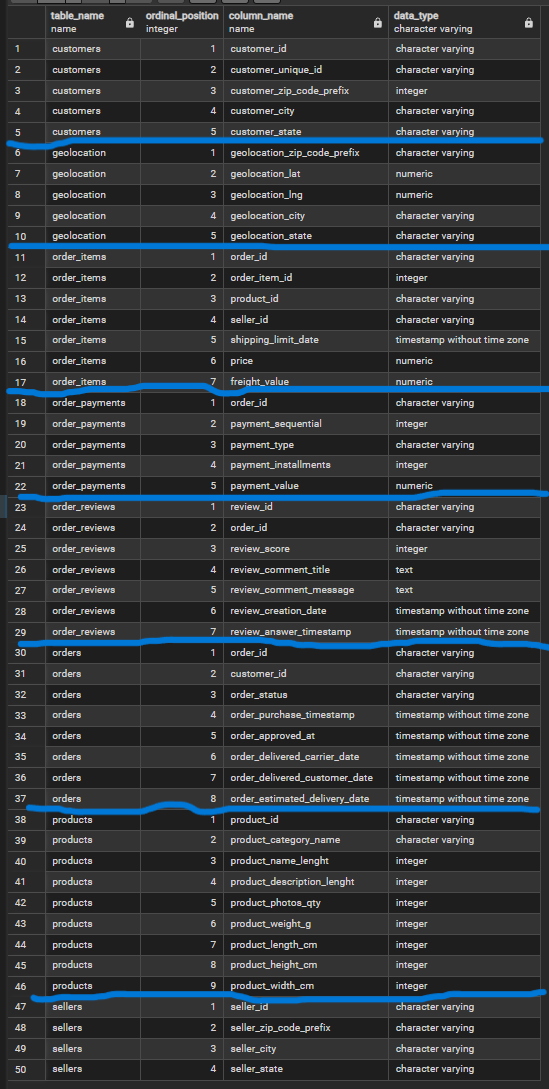 table_name ordinal_position column_name data_type
name integer name character varying
1 customers 1 customer_id character varying
2 customers 2 customer_unique_id character varying
3 customers 3 customer_zip_code_prefix integer
4 customers 4 customer_city character varying
5 customers 5 customer_state character varying
6 geolocation 1 geolocation_zip_code_prefix character varying
7 geolocation 2 geolocation_lat numeric
8 geolocation 3 geolocation_lng numeric
9 geolocation 4 geolocation_city character varying
10 geolocation 5 geolocation_state character varying
11 order_items 1 order_id character varying
12 order_items 2 order_item_id integer
13 order_items 3 product_id character varying
14 order_items 4 seller_id character varying
15 order_items 5 shipping_limit_date timestamp without time zone
16 order_items 6 price numeric
17 order_items 7 freight_value numeric
18 order_payments 1 order_id character varying
19 order_payments 2 payment_sequential integer
20 order_payments 3 payment_type character varying
21 order_payments 4 payment_installments integer
22 order_payments 5 payment_value numeric
23 order_reviews 1 review_id character varying
24 order_reviews 2 order_id character varying
25 order_reviews 3 review_score integer
26 order_reviews 4 review_comment_title text
27 order_reviews 5 review_comment_message text
28 order_reviews 6 review_creation_date timestamp without time zone
29 order_reviews 7 review_answer_timestamp timestamp without time zone
30 orders 1 order_id character varying
31 orders 2 customer_id character varying
32 orders 3 order_status character varying
33 orders 4 order_purchase_timestamp timestamp without time zone
34 orders 5 order_approved_at timestamp without time zone
35 orders 6 order_delivered_carrier_date timestamp without time zone
36 orders 7 order_delivered_customer_date timestamp without time zone
37 orders 8 order_estimated_delivery_date timestamp without time zone
38 products 1 product_id character varying
39 products 2 product_category_name character varying
40 products 3 product_name_lenght integer
41 products 4 product_description_lenght integer
42 products 5 product_photos_qty integer
43 products 6 product_weight_g integer
44 products 7 product_length_cm integer
45 products 8 product_height_cm integer
46 products 9 product_width_cm integer
47 sellers 1 seller_id character varying
48 sellers 2 seller_zip_code_prefix character varying
49 sellers 3 seller_city character varying
50 sellers 4 seller_state character varying